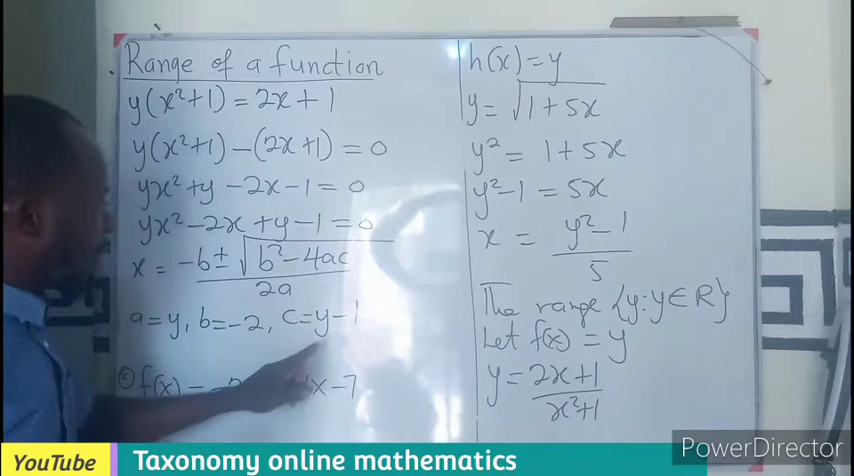 Range of a function
y(x²+1) = 2x+1
y(x²+1) -(2x+1) = 0
yx²+y -2x-1 = 0
yx² -2x +y-1 = 0
x = -b±√b²-4ac
2a
a=y, b=-2, c=y-1
© f(x) = x-7
h(x)=y
y= √1+5x
y² = 1+5x
y²-1 = 5x
x = y²-1
5
The range {y:y∈R}
Let f(x) = y
y= 2x+1
x²+1
PowerDirector
YouTube Taxonomy online mathematics